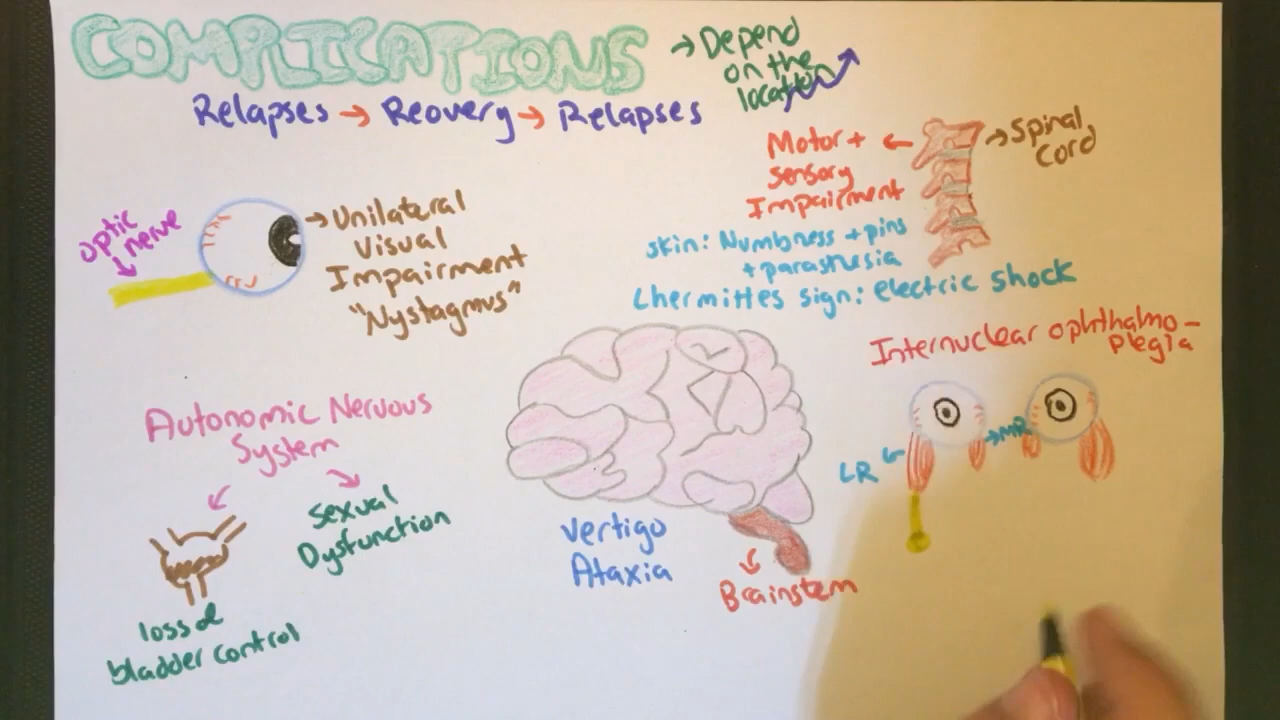 COMPLICATIONS
→ Depend
on the
location
Relapses → Reovery → Relapses
Motor +
sensory
Impairment
→ Spinal
Cord
skin: Numbness + pins
+ parasthesia
Lhermittes sign: electric shock
optic
nerve
→ Unilateral
Visual
Impairment
"Nystagmus"
Internuclear ophthalmo-
plegia
→ MR
LR
Autonomic Nervous
System
Sexual
Dysfunction
loss of
bladder control
Vertigo
Ataxia
Brainstem